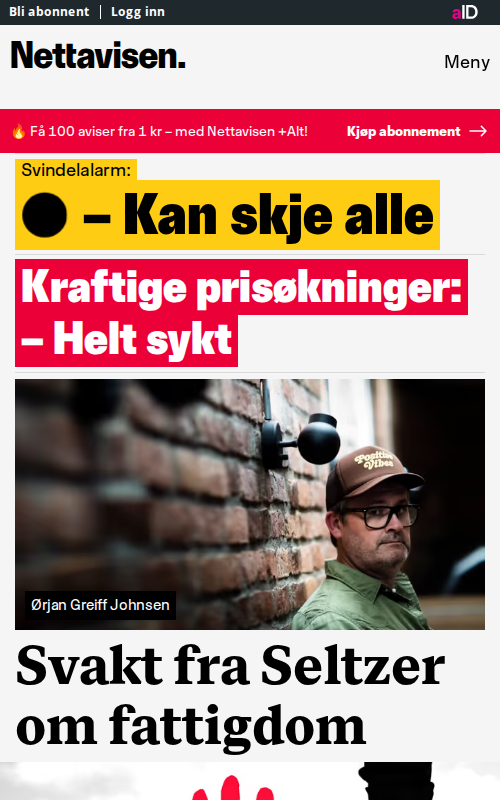 Bli abonnent
Logg inn
aID
Nettavisen.
Meny
🔥 Få 100 aviser fra 1 kr – med Nettavisen +Alt!
Kjøp abonnement →
Svindelalarm:
⚫ – Kan skje alle
Kraftige prisøkninger:
– Helt sykt
Positive
Vibes
Ørjan Greiff Johnsen
Svakt fra Seltzer
om fattigdom